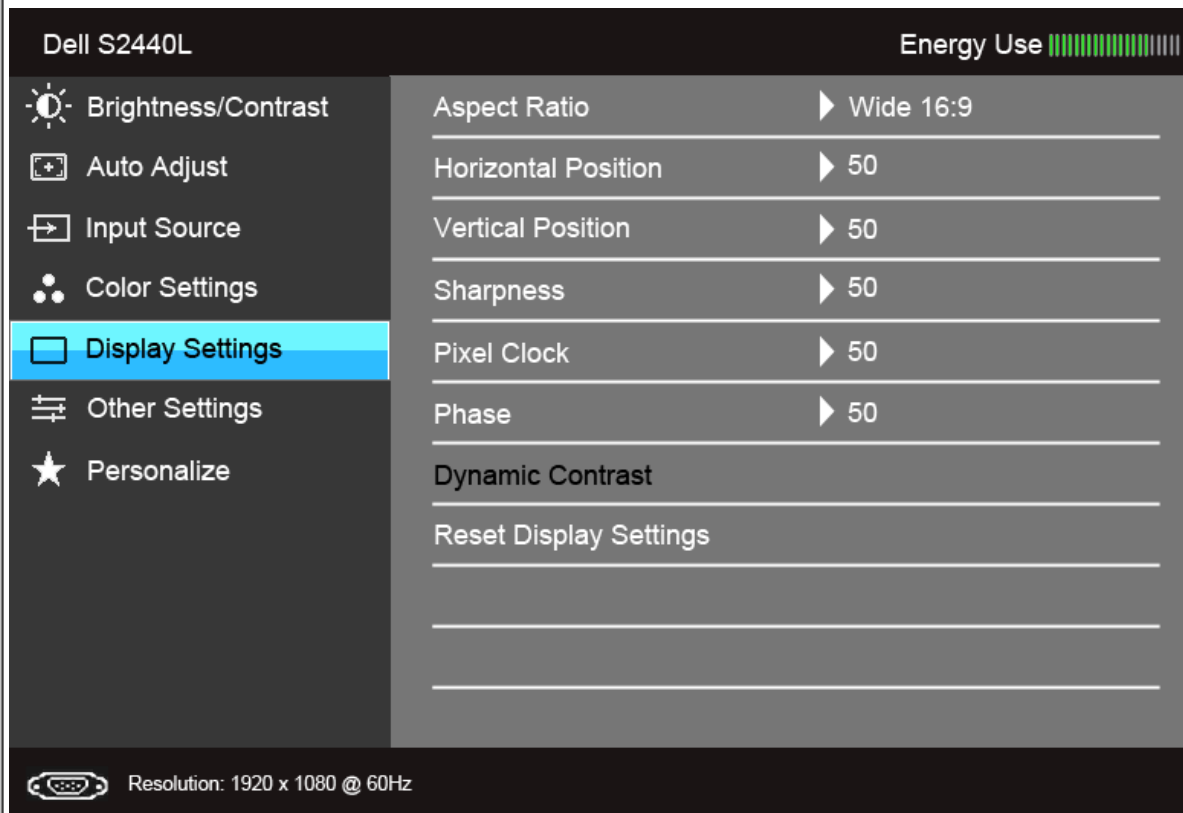 Dell S2440L Energy Use
Brightness/Contrast
Auto Adjust
Input Source
Color Settings
Display Settings
Other Settings
Personalize
Aspect Ratio Wide 16:9
Horizontal Position 50
Vertical Position 50
Sharpness 50
Pixel Clock 50
Phase 50
Dynamic Contrast
Reset Display Settings
Resolution: 1920 x 1080 @ 60Hz